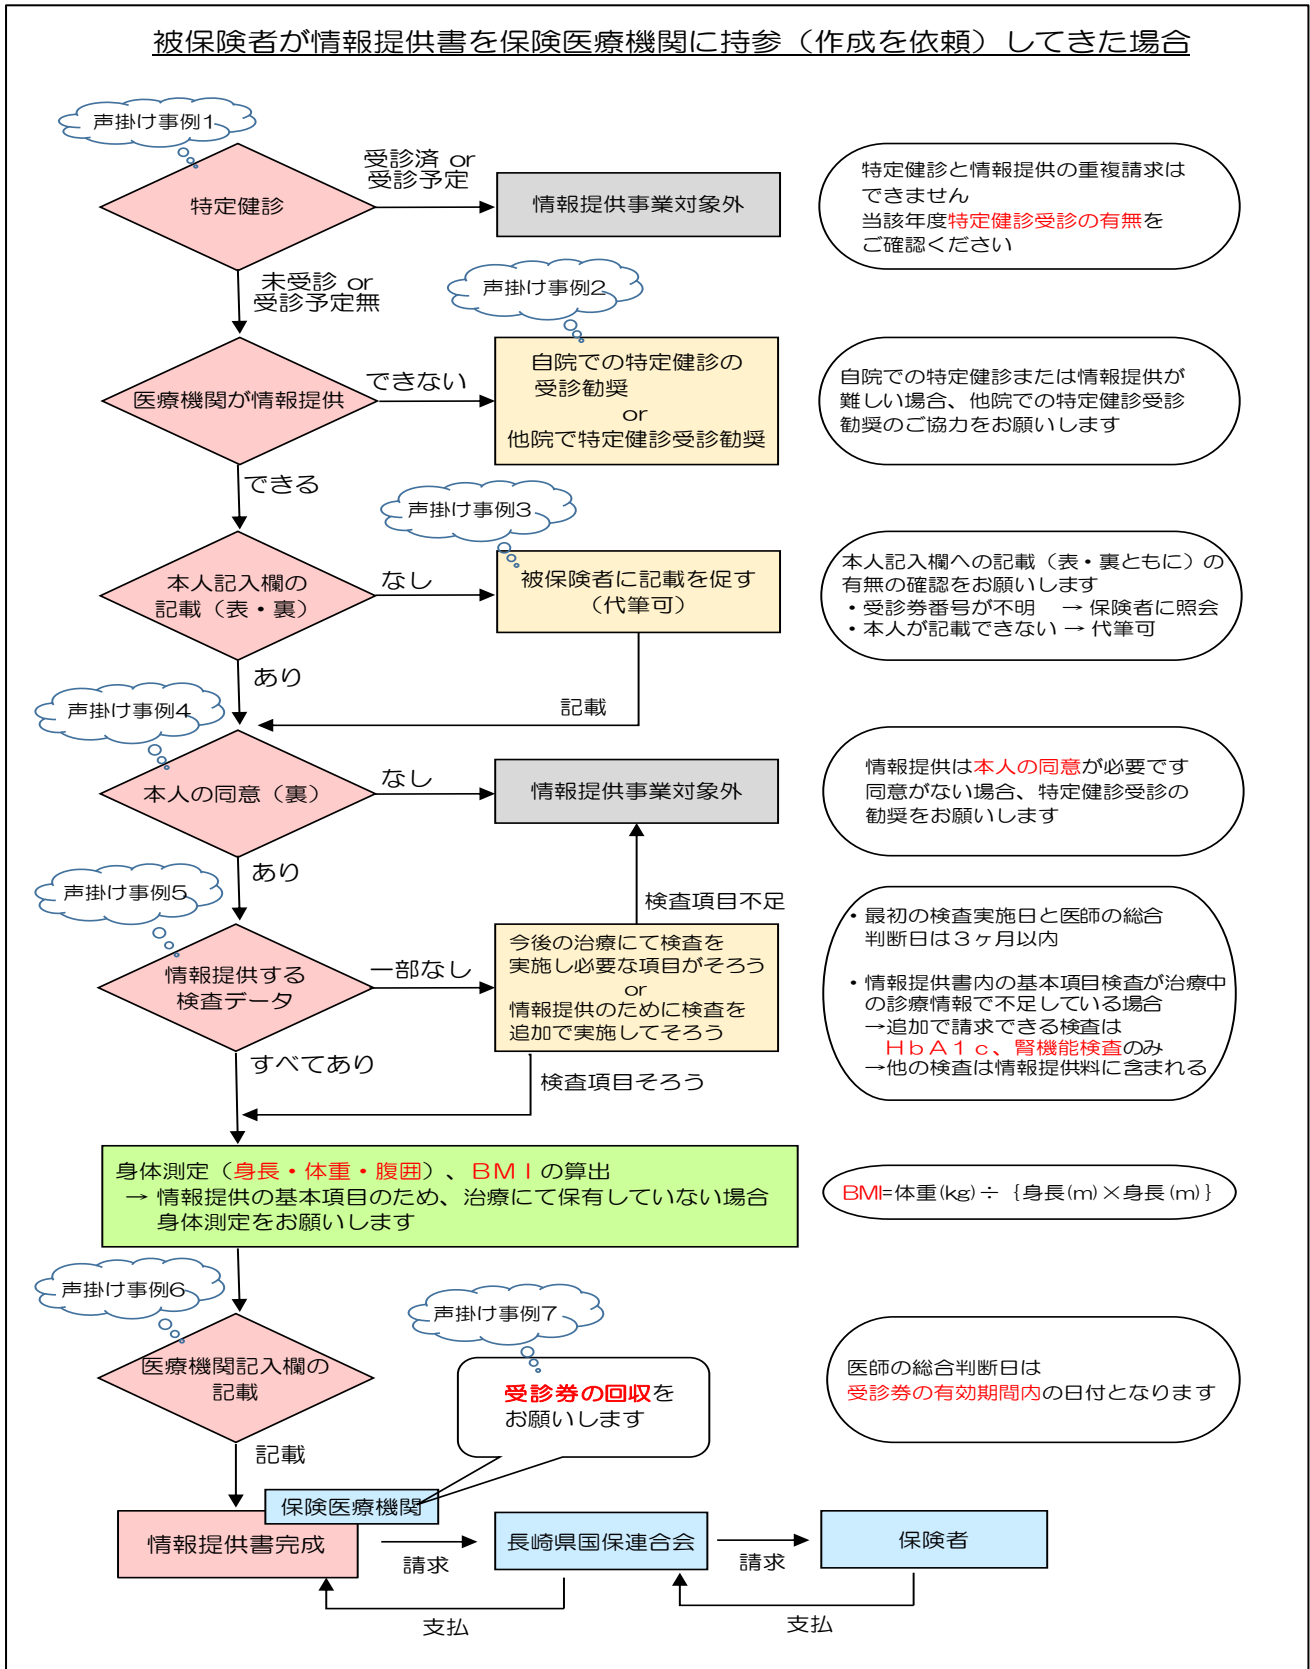 被保険者が情報提供書を保険医療機関に持参（作成を依頼）してきた場合
声掛け事例1
特定健診
受診済 or
受診予定
情報提供事業対象外
特定健診と情報提供の重複請求は
できません
当該年度特定健診受診の有無を
ご確認ください
未受診 or
受診予定無
声掛け事例2
医療機関が情報提供
できない
自院での特定健診の
受診勧奨
or
他院で特定健診受診勧奨
自院での特定健診または情報提供が
難しい場合、他院での特定健診受診
勧奨のご協力をお願いします
できる
声掛け事例3
本人記入欄の
記載（表・裏）
なし
被保険者に記載を促す
（代筆可）
本人記入欄への記載（表・裏ともに）の
有無の確認をお願いします
・受診券番号が不明　→ 保険者に照会
・本人が記載できない → 代筆可
あり
記載
声掛け事例4
本人の同意（裏）
なし
情報提供事業対象外
情報提供は本人の同意が必要です
同意がない場合、特定健診受診の
勧奨をお願いします
あり
声掛け事例5
検査項目不足
情報提供する
検査データ
一部なし
今後の治療にて検査を
実施し必要な項目がそろう
or
情報提供のために検査を
追加で実施してそろう
・最初の検査実施日と医師の総合
判断日は３ヶ月以内
・情報提供書内の基本項目検査が治療中
の診療情報で不足している場合
→追加で請求できる検査は
ＨｂＡ１ｃ、腎機能検査のみ
→他の検査は情報提供料に含まれる
すべてあり
検査項目そろう
身体測定（身長・体重・腹囲）、ＢＭＩの算出
→ 情報提供の基本項目のため、治療にて保有していない場合
身体測定をお願いします
BMI=体重(kg)÷｛身長(m)×身長(m)｝
声掛け事例6
声掛け事例7
医療機関記入欄の
記載
受診券の回収を
お願いします
医師の総合判断日は
受診券の有効期間内の日付となります
記載
保険医療機関
情報提供書完成
請求
長崎県国保連合会
請求
保険者
支払
支払